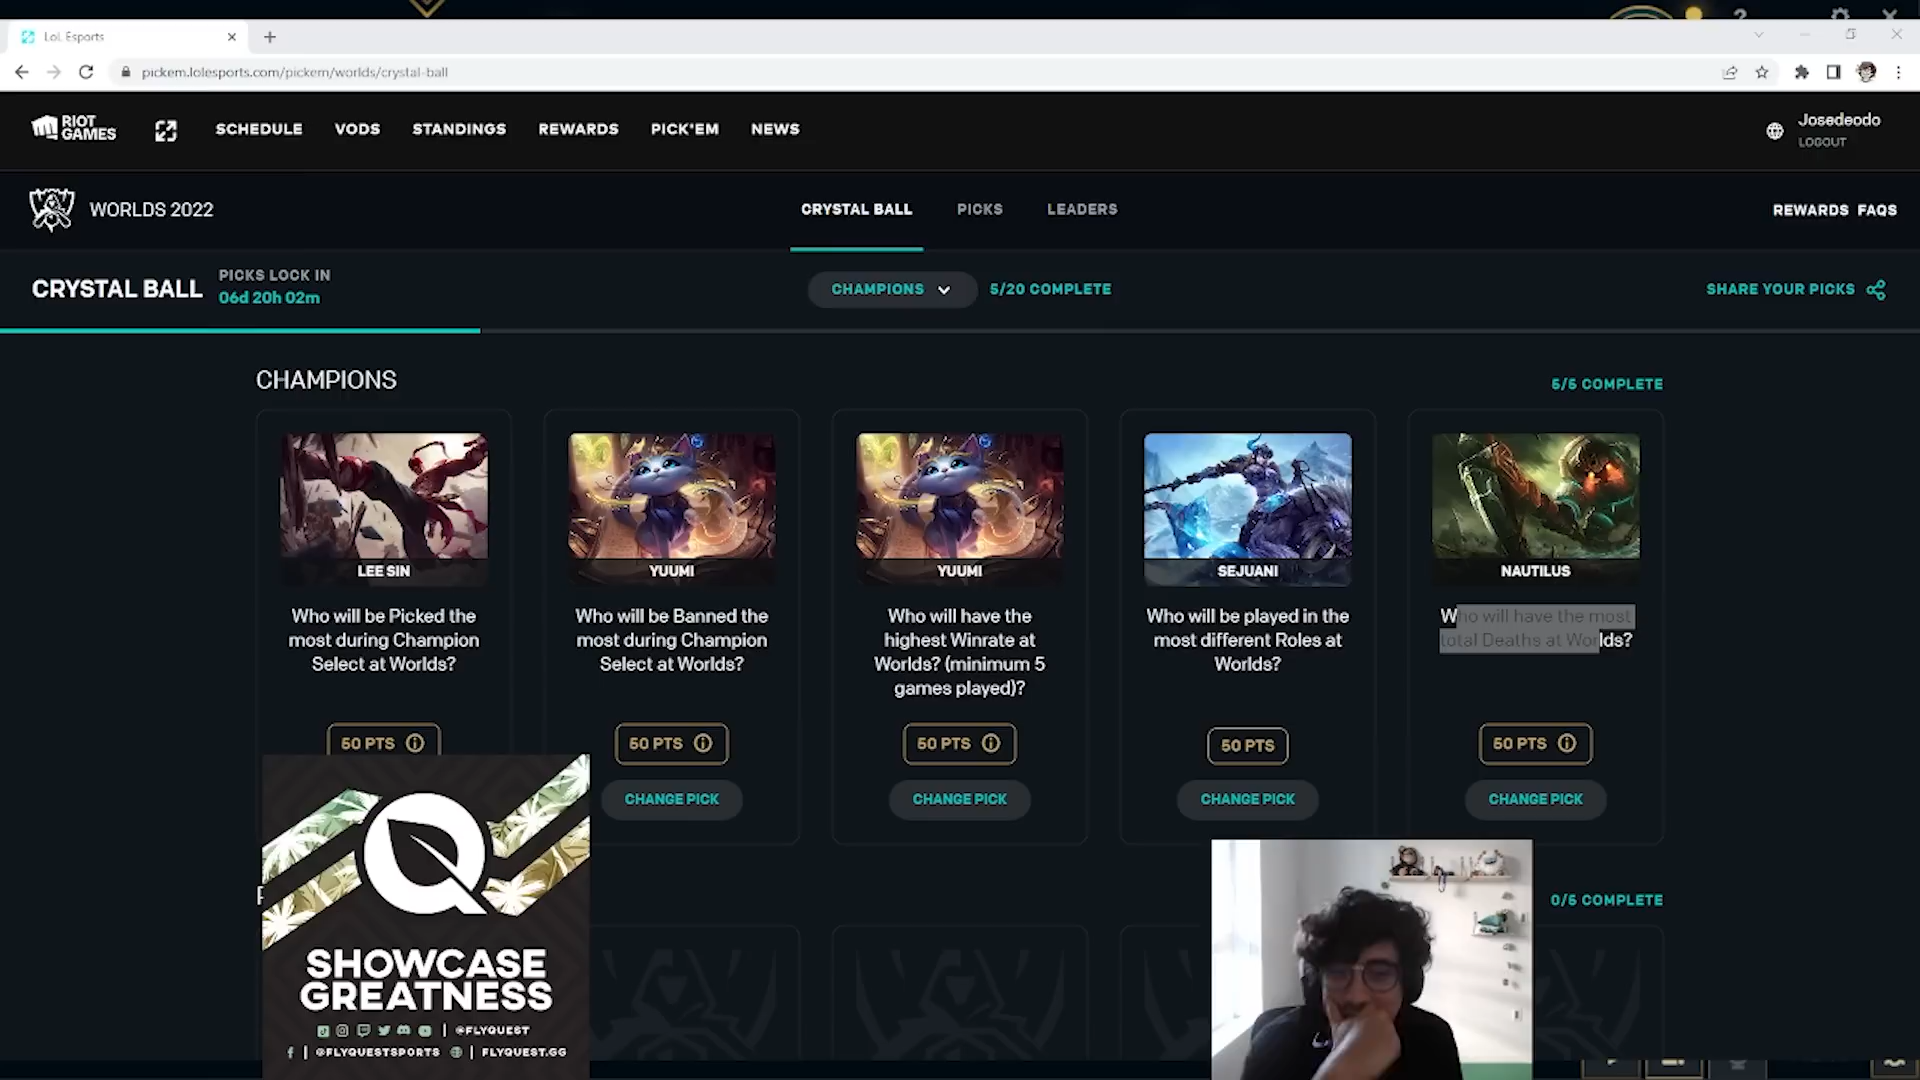 LoL Esports
pickem.lolesports.com/pickem/worlds/crystal-ball
RIOT GAMES
SCHEDULE VODS STANDINGS REWARDS PICK'EM NEWS
Josedeodo
LOGOUT
WORLDS 2022
CRYSTAL BALL PICKS LEADERS
REWARDS FAQS
CRYSTAL BALL
PICKS LOCK IN
06d 20h 02m
CHAMPIONS
5/20 COMPLETE
SHARE YOUR PICKS
CHAMPIONS
5/5 COMPLETE
LEE SIN
Who will be Picked the
most during Champion
Select at Worlds?
50 PTS
YUUMI
Who will be Banned the
most during Champion
Select at Worlds?
50 PTS
CHANGE PICK
YUUMI
Who will have the
highest Winrate at
Worlds? (minimum 5
games played)?
50 PTS
CHANGE PICK
SEJUANI
Who will be played in the
most different Roles at
Worlds?
50 PTS
CHANGE PICK
NAUTILUS
Who will have the most
total Deaths at Worlds?
50 PTS
CHANGE PICK
0/5 COMPLETE
SHOWCASE
GREATNESS
| @FLYQUEST
| @FLYQUESTSPORTS | FLYQUEST.GG